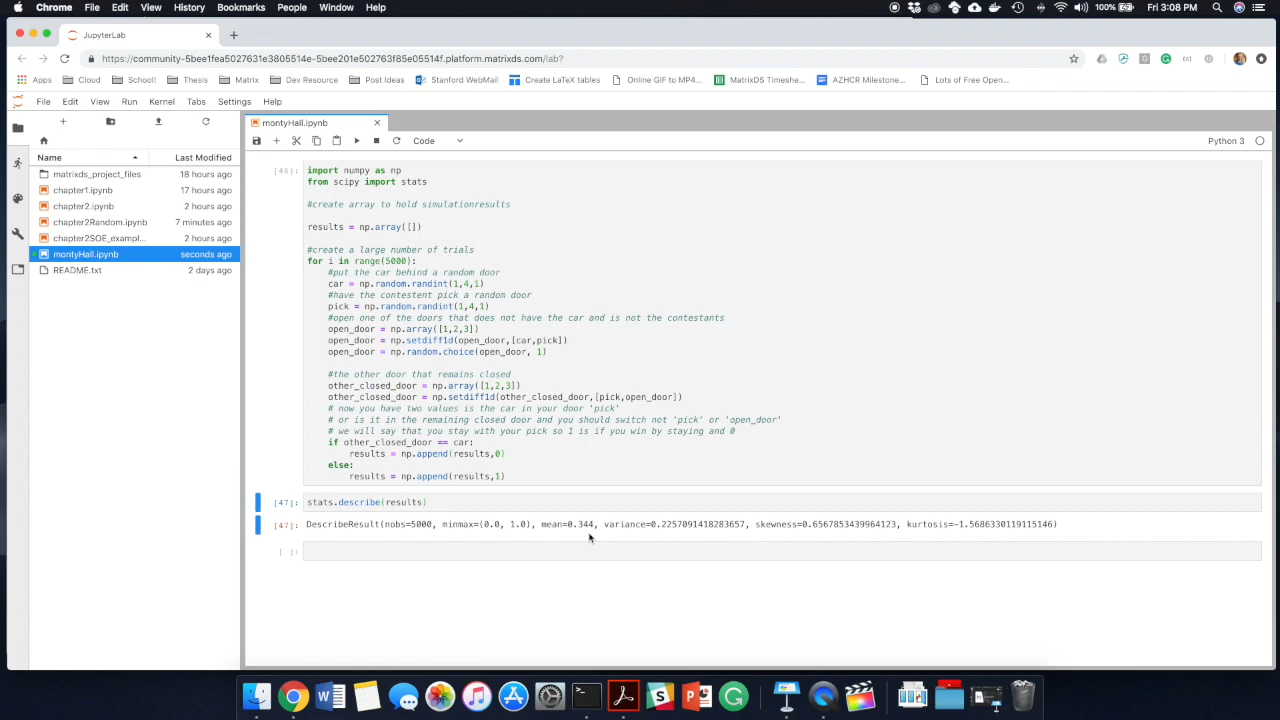 Chrome File Edit View History Bookmarks People Window Help 100% Fri 3:08 PM
JupyterLab
https://community-5bee1fea5027631e3805514e-5bee201e502763f85e05514f.platform.matrixds.com/lab?
Apps Cloud School! Thesis Matrix Dev Resource Post Ideas Stanford WebMail Create LaTeX tables Online GIF to MP4... MatrixDS Timeshe... AZHCR Milestone... Lots of Free Open...
File Edit View Run Kernel Tabs Settings Help
montyHall.ipynb
Code Python 3
Name Last Modified
matrixds_project_files 18 hours ago
chapter1.ipynb 17 hours ago
chapter2.ipynb 2 hours ago
chapter2Random.ipynb 7 minutes ago
chapter2SOE_exampl... 2 hours ago
montyHall.ipynb seconds ago
README.txt 2 days ago
[46]: import numpy as np
from scipy import stats
#create array to hold simulationresults
results = np.array([])
#create a large number of trials
for i in range(5000):
#put the car behind a random door
car = np.random.randint(1,4,1)
#have the contestent pick a random door
pick = np.random.randint(1,4,1)
#open one of the doors that does not have the car and is not the contestants
open_door = np.array([1,2,3])
open_door = np.setdiff1d(open_door,[car,pick])
open_door = np.random.choice(open_door, 1)
#the other door that remains closed
other_closed_door = np.array([1,2,3])
other_closed_door = np.setdiff1d(other_closed_door,[pick,open_door])
# now you have two values is the car in your door 'pick'
# or is it in the remaining closed door and you should switch not 'pick' or 'open_door'
# we will say that you stay with your pick so 1 is if you win by staying and 0
if other_closed_door == car:
results = np.append(results,0)
else:
results = np.append(results,1)
[47]: stats.describe(results)
[47]: DescribeResult(nobs=5000, minmax=(0.0, 1.0), mean=0.344, variance=0.2257091418283657, skewness=0.6567853439964123, kurtosis=-1.5686330119115146)
[ ]: